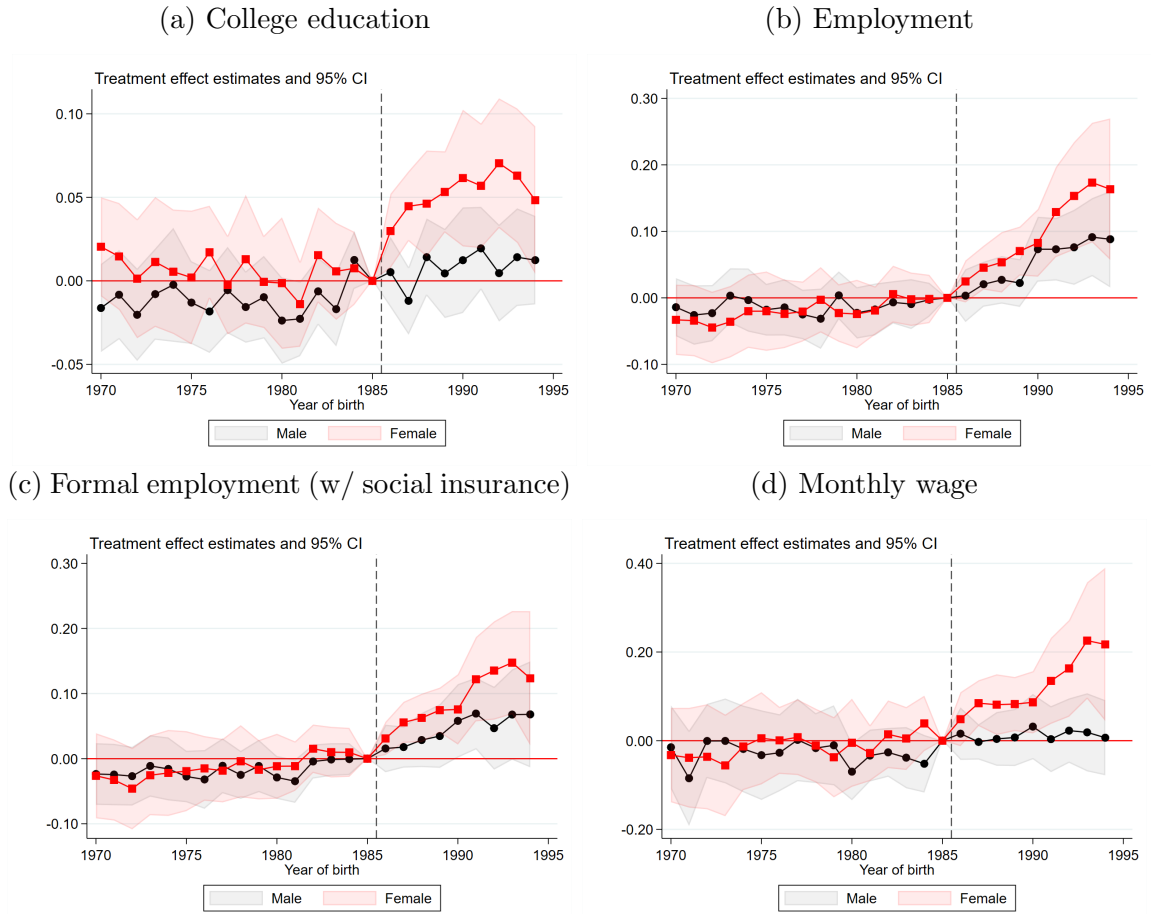 (a) College education
Treatment effect estimates and 95% CI
0.10
0.05
0.00
-0.05
1970 1975 1980 1985 1990 1995
Year of birth
Male Female
(b) Employment
Treatment effect estimates and 95% CI
0.30
0.20
0.10
0.00
-0.10
1970 1975 1980 1985 1990 1995
Year of birth
Male Female
(c) Formal employment (w/ social insurance)
Treatment effect estimates and 95% CI
0.30
0.20
0.10
0.00
-0.10
1970 1975 1980 1985 1990 1995
Year of birth
Male Female
(d) Monthly wage
Treatment effect estimates and 95% CI
0.40
0.20
0.00
-0.20
1970 1975 1980 1985 1990 1995
Year of birth
Male Female